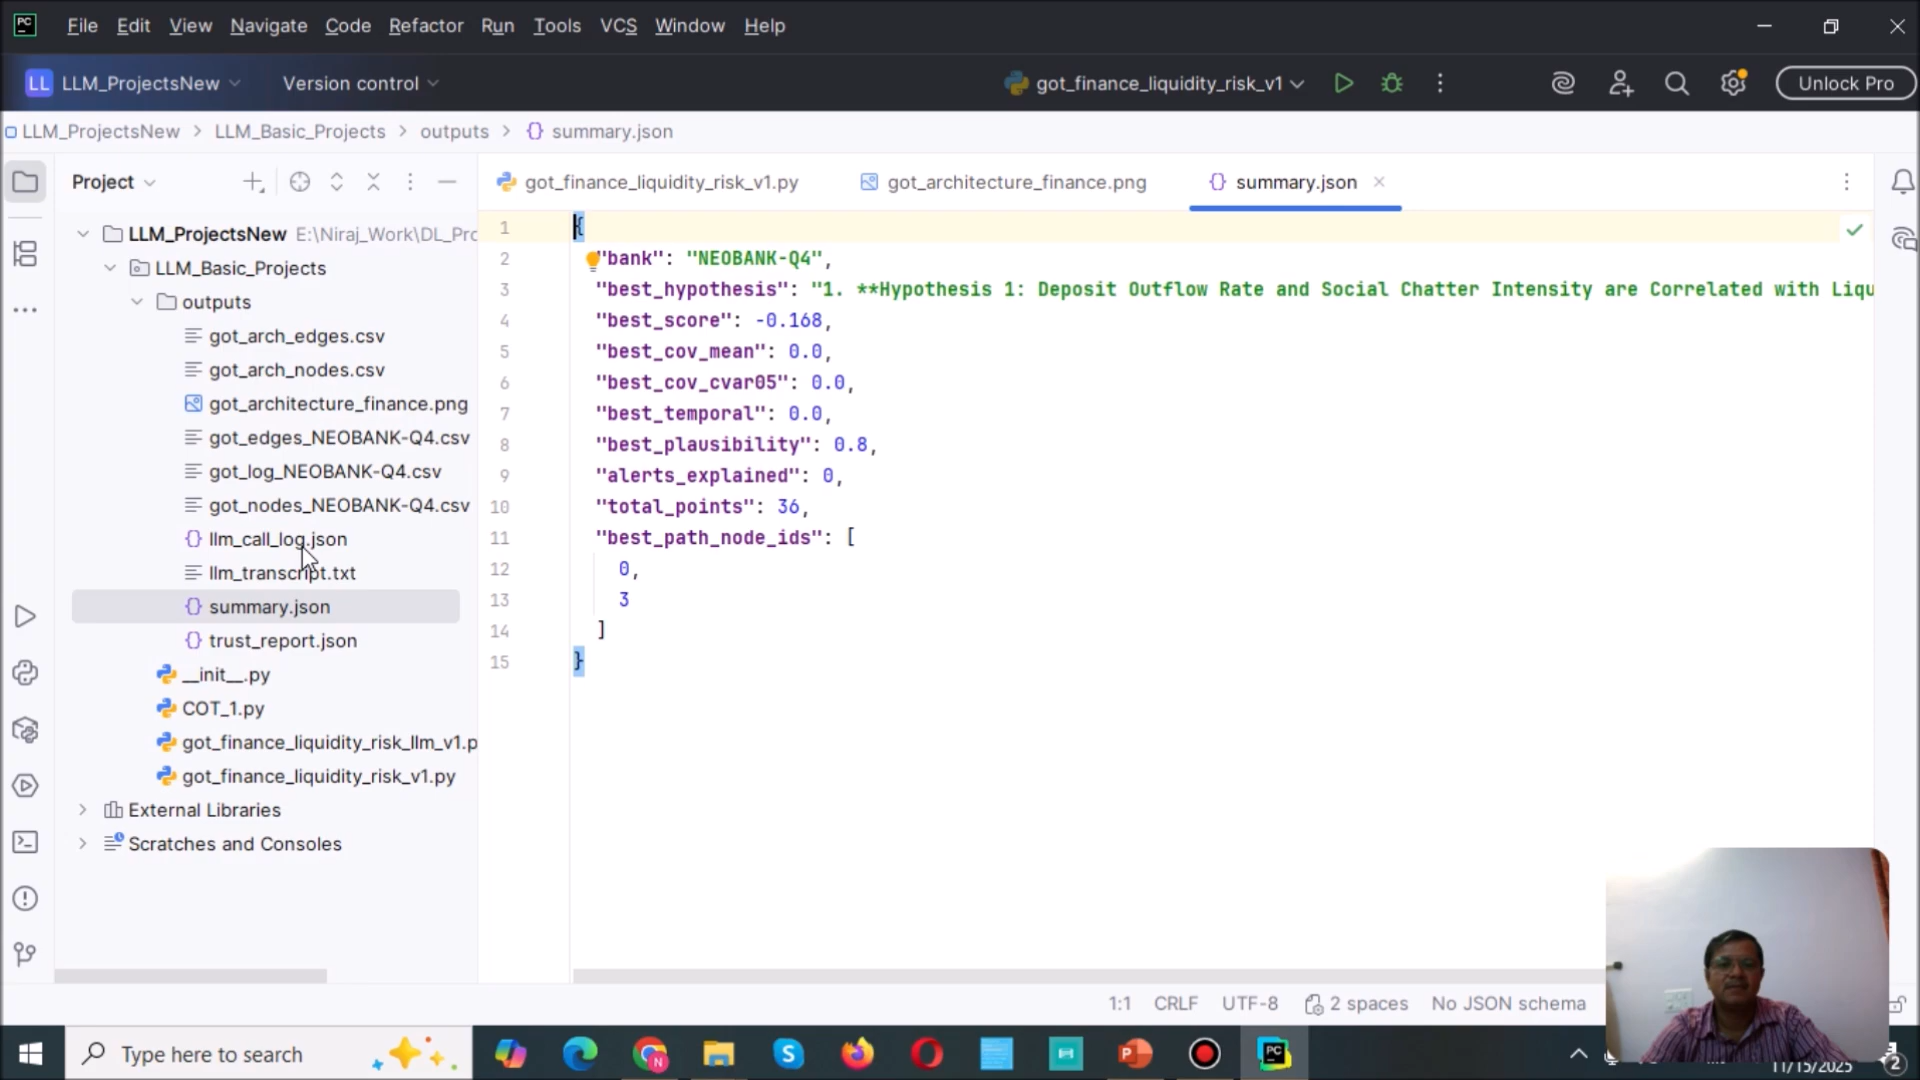 PC
File Edit View Navigate Code Refactor Run Tools VCS Window Help
LL LLM_ProjectsNew Version control got_finance_liquidity_risk_v1 Unlock Pro
LLM_ProjectsNew > LLM_Basic_Projects > outputs > {} summary.json
Project
got_finance_liquidity_risk_v1.py got_architecture_finance.png {} summary.json
LLM_ProjectsNew E:\Niraj_Work\DL_Prc
LLM_Basic_Projects
outputs
got_arch_edges.csv
got_arch_nodes.csv
got_architecture_finance.png
got_edges_NEOBANK-Q4.csv
got_log_NEOBANK-Q4.csv
got_nodes_NEOBANK-Q4.csv
{} llm_call_log.json
llm_transcript.txt
{} summary.json
{} trust_report.json
__init__.py
COT_1.py
got_finance_liquidity_risk_llm_v1.p
got_finance_liquidity_risk_v1.py
External Libraries
Scratches and Consoles
1 {
2 "bank": "NEOBANK-Q4",
3 "best_hypothesis": "1. **Hypothesis 1: Deposit Outflow Rate and Social Chatter Intensity are Correlated with Liqu
4 "best_score": -0.168,
5 "best_cov_mean": 0.0,
6 "best_cov_cvar05": 0.0,
7 "best_temporal": 0.0,
8 "best_plausibility": 0.8,
9 "alerts_explained": 0,
10 "total_points": 36,
11 "best_path_node_ids": [
12 0,
13 3
14 ]
15 }
1:1 CRLF UTF-8 2 spaces No JSON schema
Type here to search
11/15/2025
2